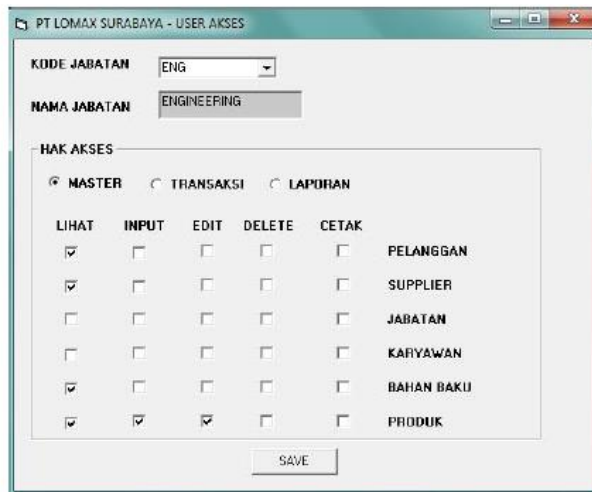 PT LOMAX SURABAYA - USER AKSES
KODE JABATAN ENG
NAMA JABATAN ENGINEERING
HAK AKSES
MASTER TRANSAKSI LAPORAN
LIHAT INPUT EDIT DELETE CETAK
PELANGGAN
SUPPLIER
JABATAN
KARYAWAN
BAHAN BAKU
PRODUK
SAVE